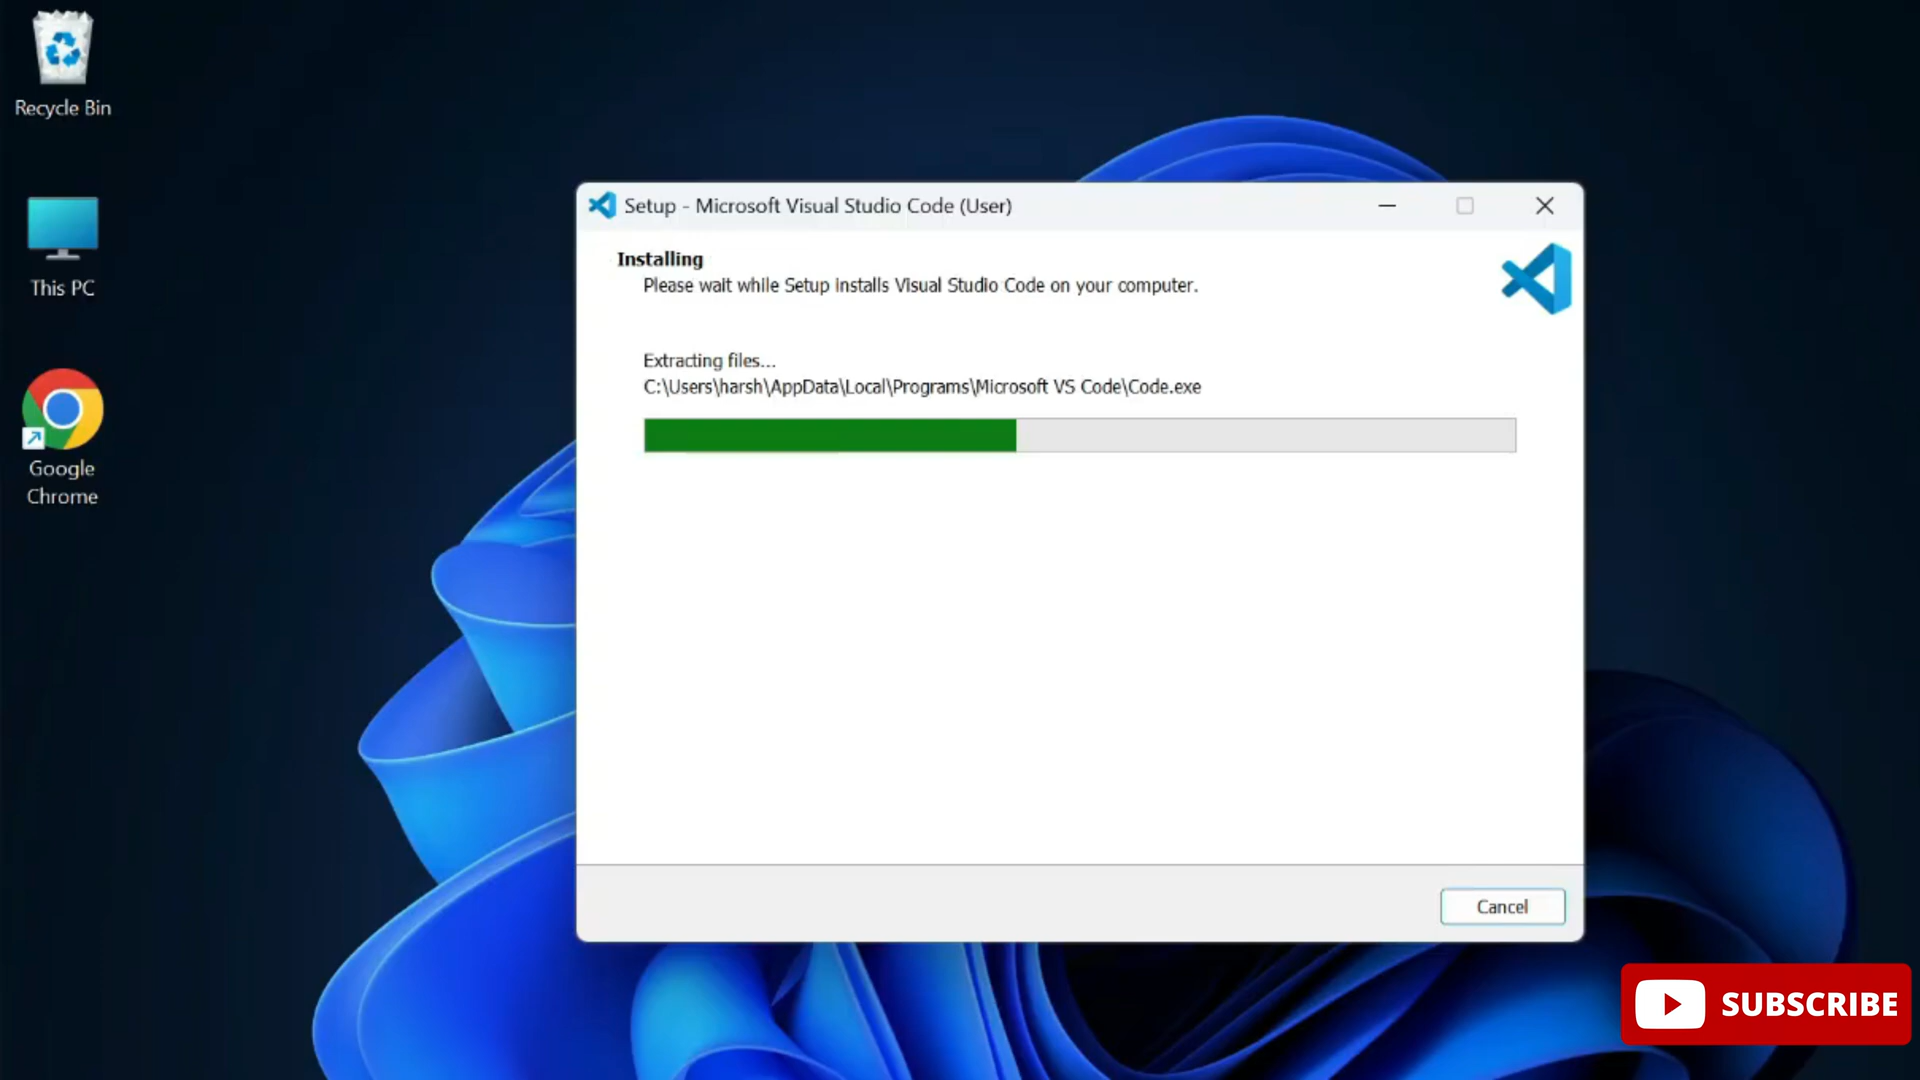 Recycle Bin
This PC
Google
Chrome
Setup - Microsoft Visual Studio Code (User)
Installing
Please wait while Setup installs Visual Studio Code on your computer.
Extracting files...
C:\Users\harsh\AppData\Local\Programs\Microsoft VS Code\Code.exe
Cancel
SUBSCRIBE